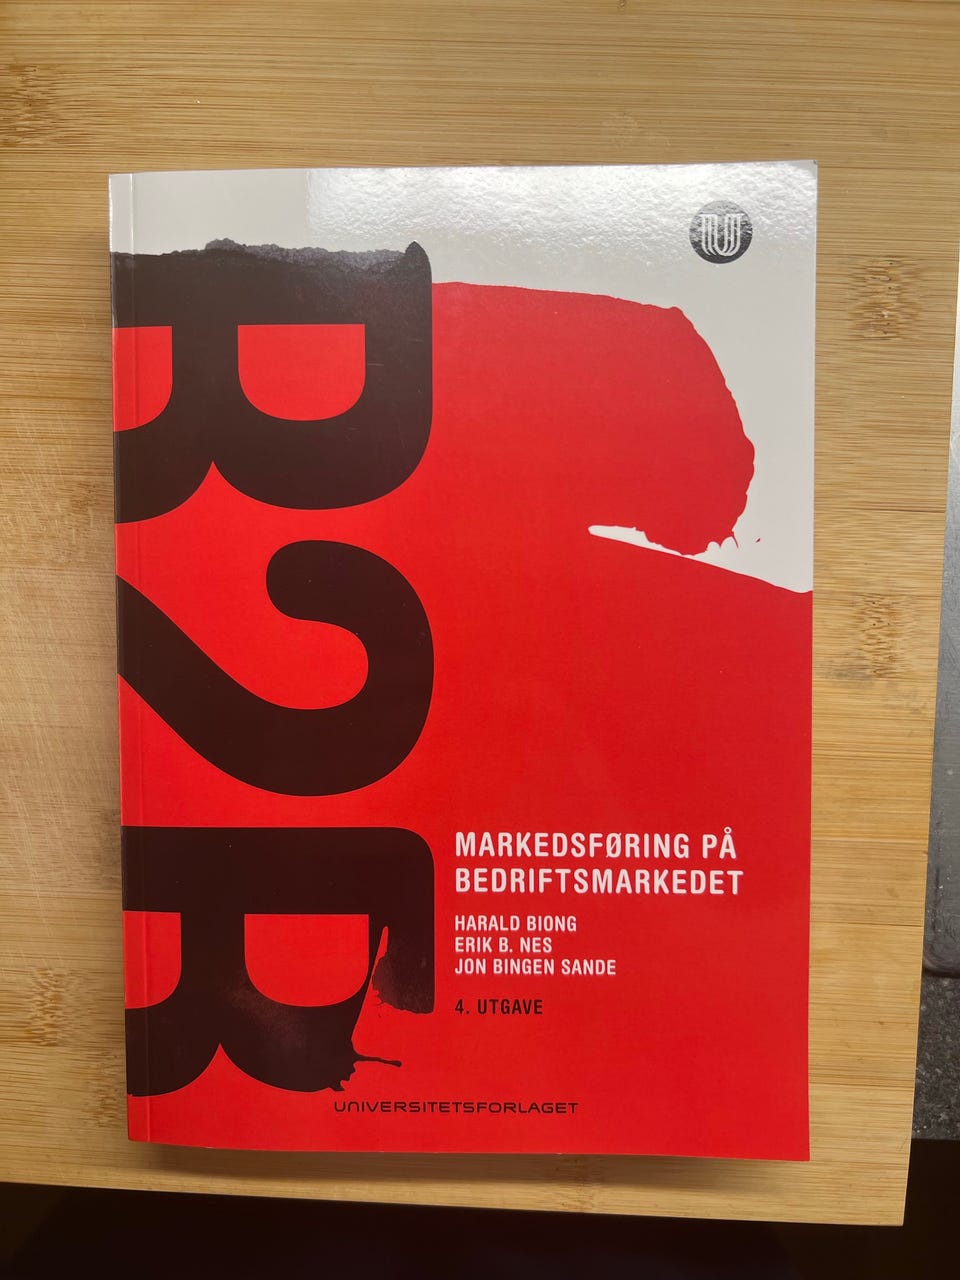 B2B
MARKEDSFØRING PÅ
BEDRIFTSMARKEDET
HARALD BIONG
ERIK B. NES
JON BINGEN SANDE
4. UTGAVE
UNIVERSITETSFORLAGET